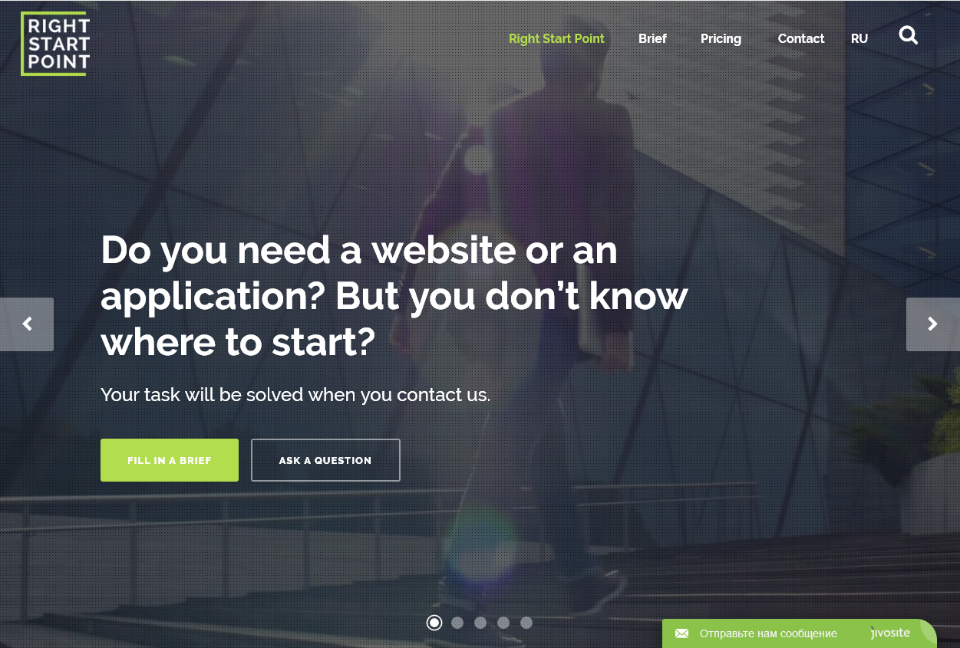 RIGHT
START
POINT
Right Start Point Brief Pricing Contact RU
Do you need a website or an
application? But you don’t know
where to start?
Your task will be solved when you contact us.
FILL IN A BRIEF ASK A QUESTION
Отправьте нам сообщение jivosite